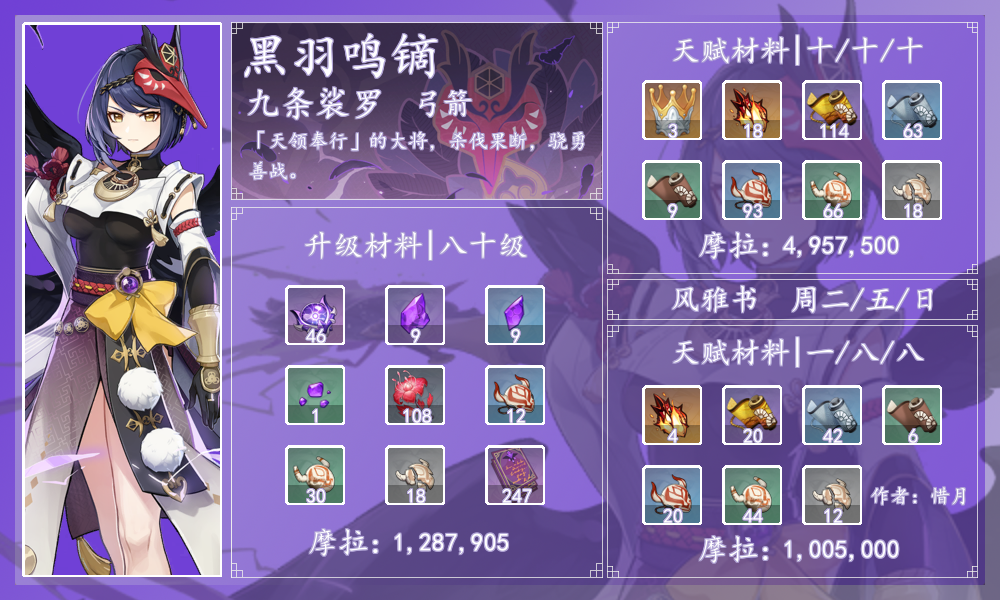 黑羽鸣镝
九条裟罗 弓箭
「天领奉行」的大将，杀伐果断，骁勇
善战。
升级材料|八十级
46 9 9
1 108 12
30 18 247
摩拉：1,287,905
天赋材料|十/十/十
3 18 114 63
9 93 66 18
摩拉：4,957,500
风雅书 周二/五/日
天赋材料|一/八/八
4 20 42 6
20 44 12 作者：惜月
摩拉：1,005,000